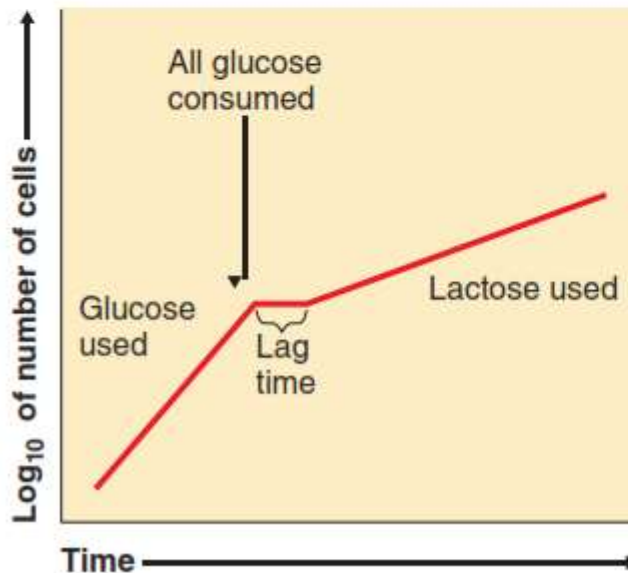 All glucose
consumed
Log10 of number of cells
Glucose
used
Lactose used
Lag
time
Time